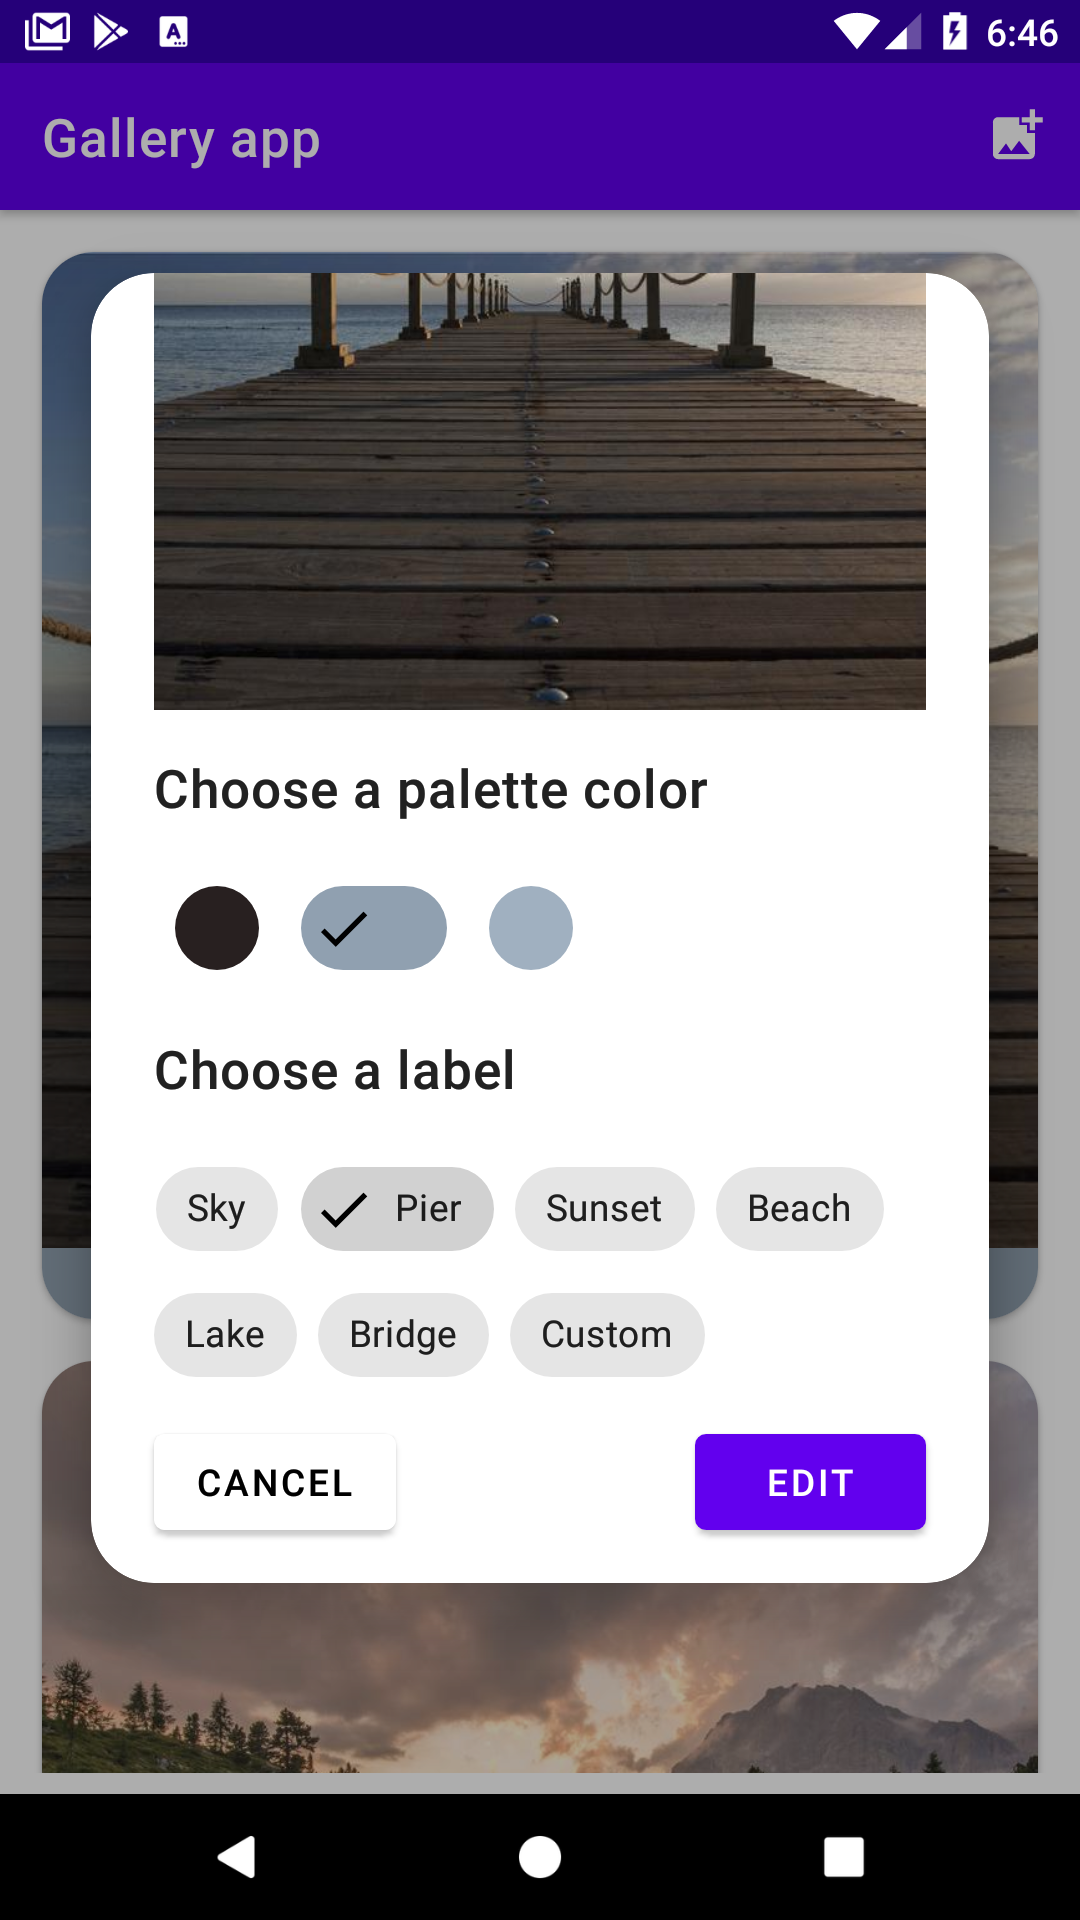 6:46
Gallery app
Choose a palette color
Choose a label
Sky Pier Sunset Beach
Lake Bridge Custom
CANCEL EDIT